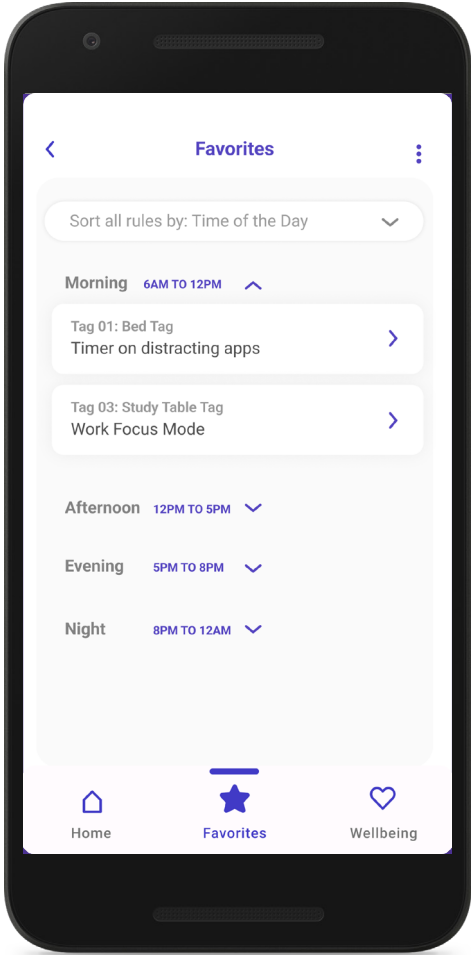 Favorites
Sort all rules by: Time of the Day
Morning 6AM TO 12PM
Tag 01: Bed Tag
Timer on distracting apps
Tag 03: Study Table Tag
Work Focus Mode
Afternoon 12PM TO 5PM
Evening 5PM TO 8PM
Night 8PM TO 12AM
Home Favorites Wellbeing